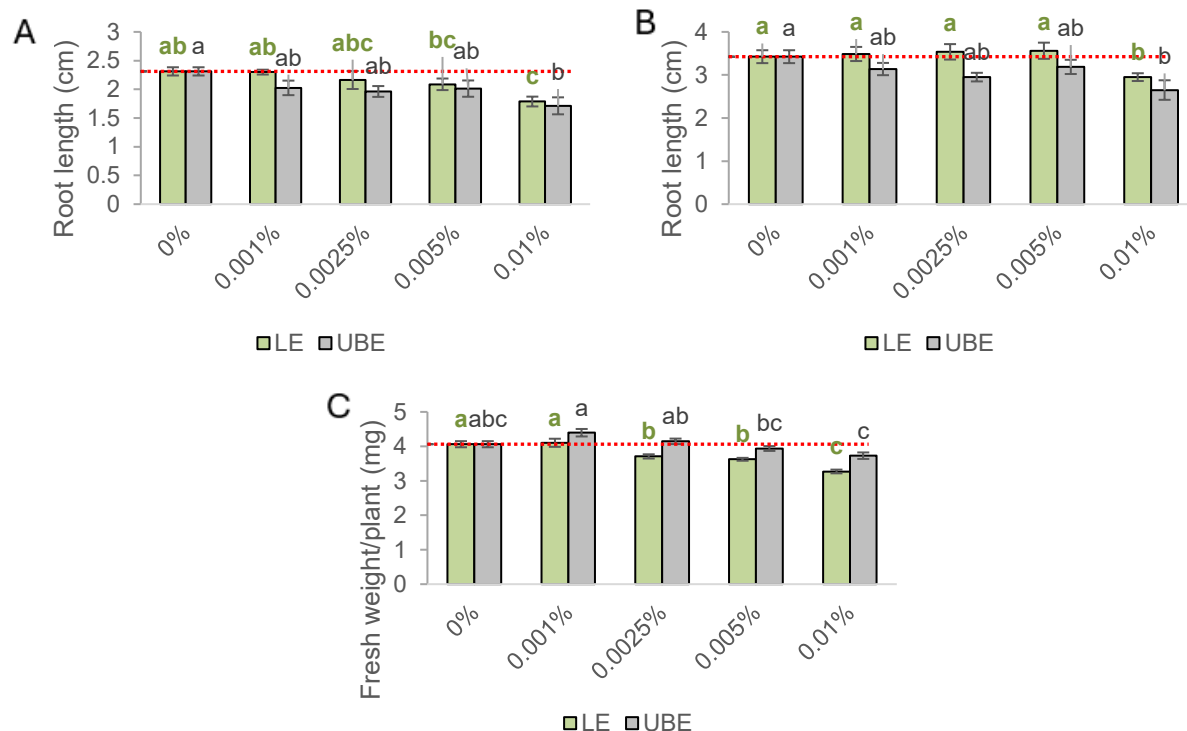 A
Root length (cm)
3
2.5
2
1.5
1
0.5
0
ab a ab ab abc ab bc ab c b
0% 0.001% 0.0025% 0.005% 0.01%
LE UBE
B
Root length (cm)
4
3
2
1
0
a a a ab a ab a ab b b
0% 0.001% 0.0025% 0.005% 0.01%
LE UBE
C
Fresh weight/plant (mg)
5
4
3
2
1
0
a abc a a b ab b bc c c
0% 0.001% 0.0025% 0.005% 0.01%
LE UBE